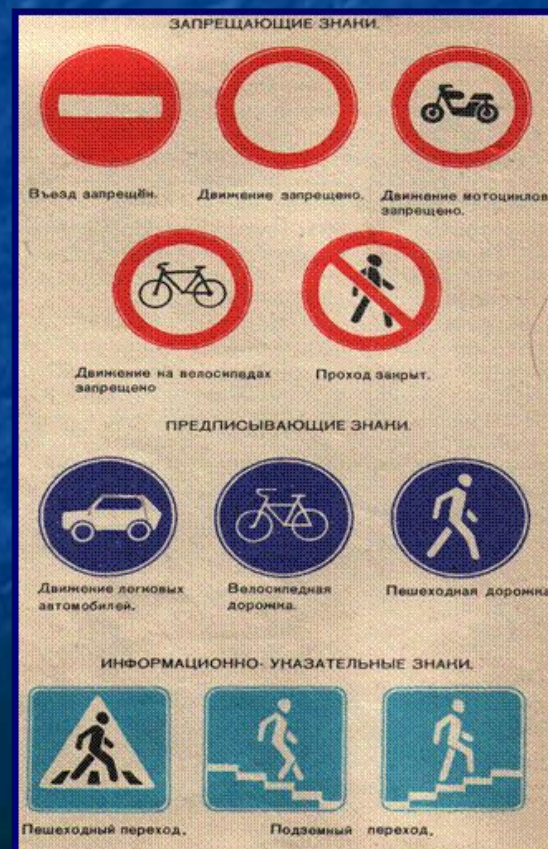 ЗАПРЕЩАЮЩИЕ ЗНАКИ.
Въезд запрещён.
Движение запрещено.
Движение мотоциклов
запрещено.
Движение на велосипедах
запрещено
Проход закрыт.
ПРЕДПИСЫВАЮЩИЕ ЗНАКИ.
Движение легковых
автомобилей.
Велосипедная
дорожка.
Пешеходная дорожка
ИНФОРМАЦИОННО- УКАЗАТЕЛЬНЫЕ ЗНАКИ.
Пешеходный переход.
Подземный переход.